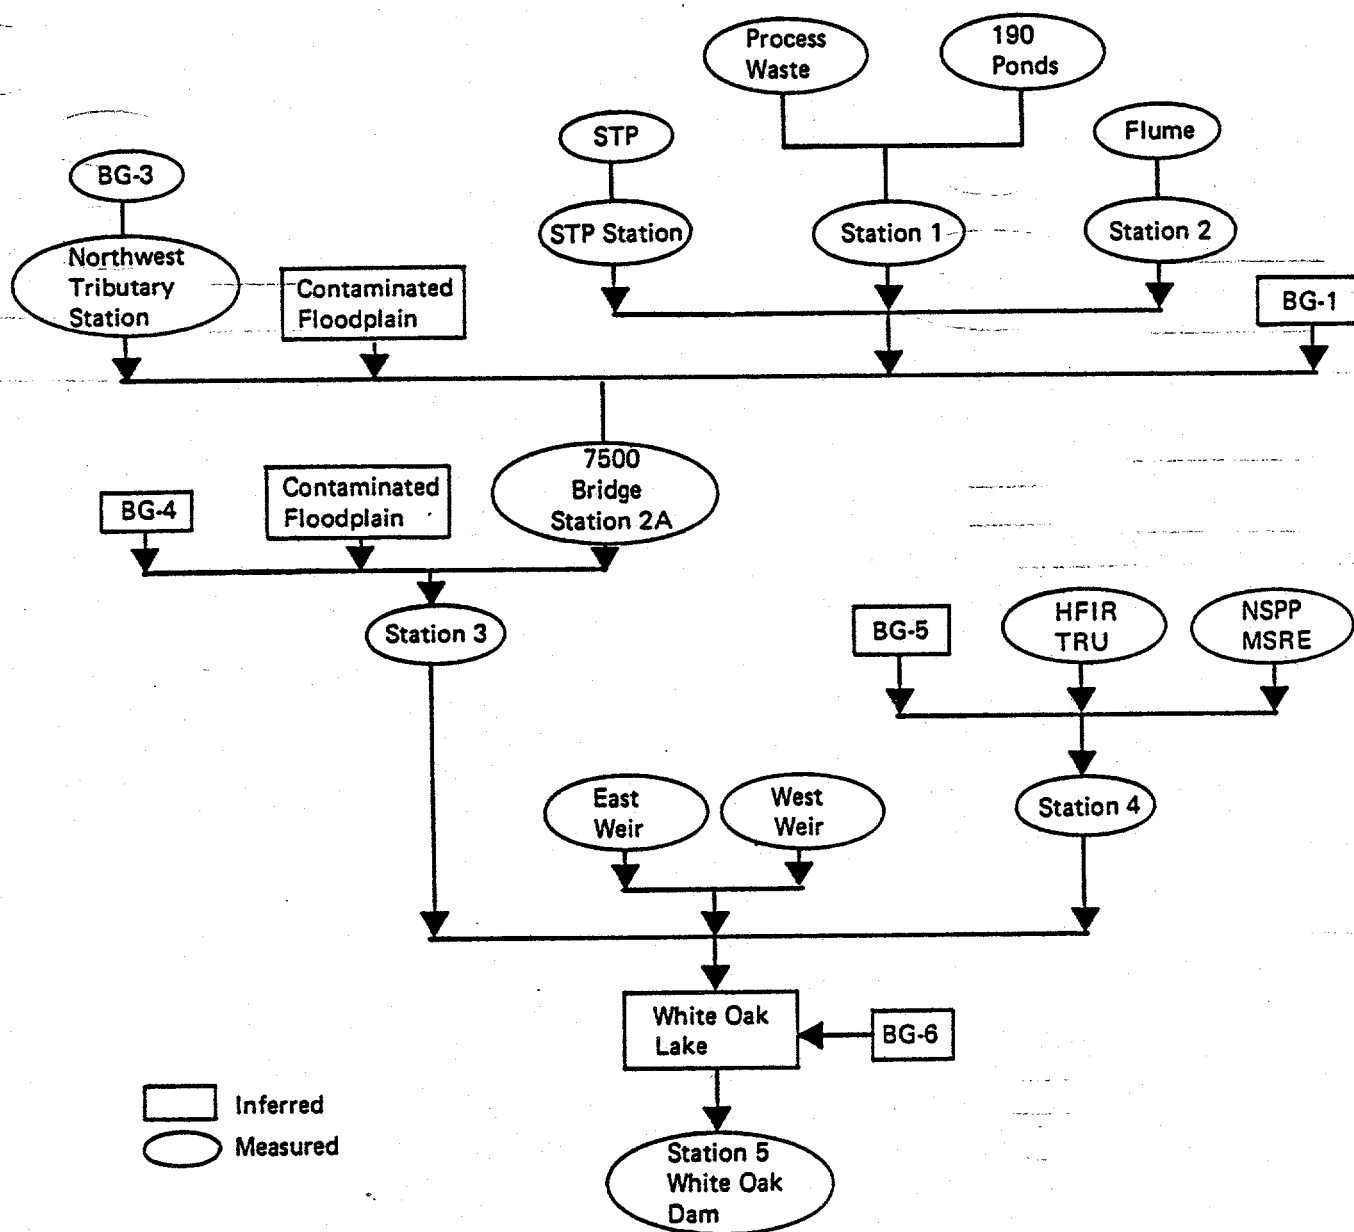 Process
Waste
190
Ponds
STP
Flume
BG-3
STP Station
Station 1
Station 2
Northwest
Tributary
Station
Contaminated
Floodplain
BG-1
7500
Bridge
Station 2A
BG-4
Contaminated
Floodplain
Station 3
BG-5
HFIR
TRU
NSPP
MSRE
East
Weir
West
Weir
Station 4
White Oak
Lake
BG-6
Inferred
Measured
Station 5
White Oak
Dam